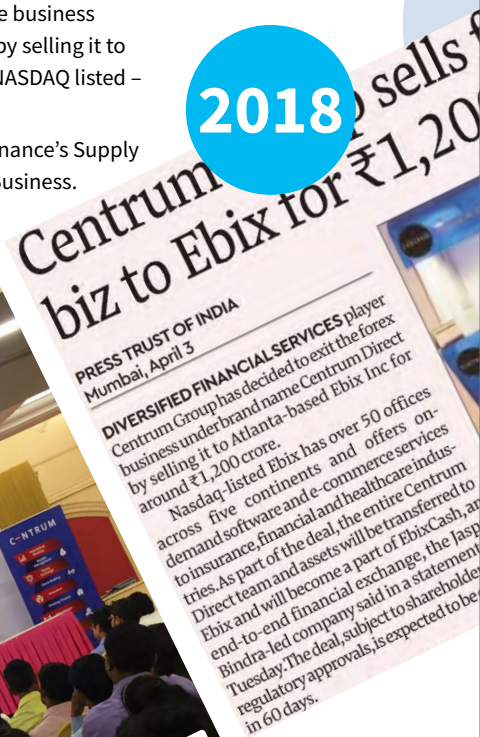 e business
by selling it to
NASDAQ listed –
nance's Supply
Business.
2018
Centrum sells f
biz to Ebix for ₹1,20
PRESS TRUST OF INDIA
Mumbai, April 3
DIVERSIFIED FINANCIAL SERVICES player
Centrum Group has decided to exit the forex
business under brand name Centrum Direct
by selling it to Atlanta-based Ebix Inc for
around ₹1,200 crore.
Nasdaq-listed Ebix has over 50 offices
across five continents and offers on-
demand software and e-commerce services
to insurance, financial and healthcare indus-
tries. As part of the deal, the entire Centrum
Direct team and assets will be transferred to
Ebix and will become a part of EbixCash, an
end-to-end financial exchange, the Jasp
Bindra-led company said in a statement
Tuesday. The deal, subject to shareholde
regulatory approvals, is expected to be
in 60 days.
C-NTRUM